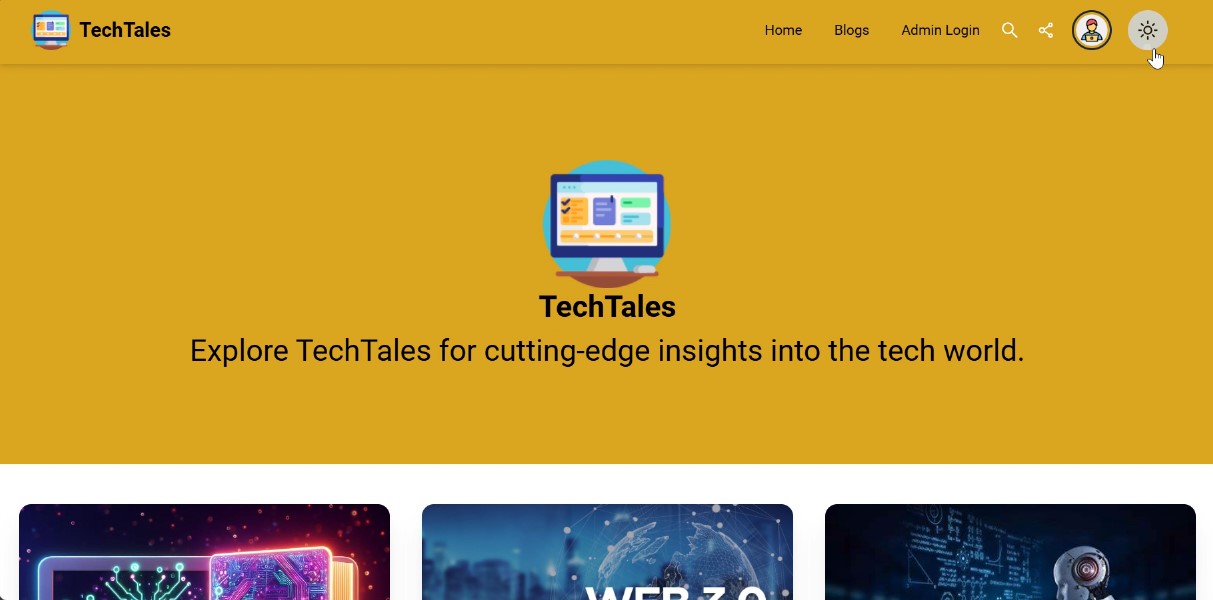 TechTales
Home
Blogs
Admin Login
TechTales
Explore TechTales for cutting-edge insights into the tech world.
WEB 3.0